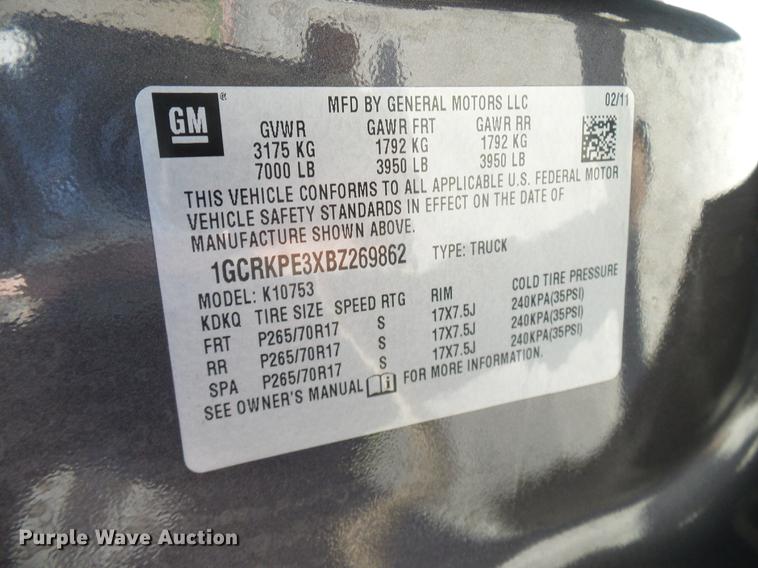 GM®
MFD BY GENERAL MOTORS LLC 02/11
GVWR GAWR FRT GAWR RR
3175 KG 1792 KG 1792 KG
7000 LB 3950 LB 3950 LB
THIS VEHICLE CONFORMS TO ALL APPLICABLE U.S. FEDERAL MOTOR
VEHICLE SAFETY STANDARDS IN EFFECT ON THE DATE OF
MANUFACTURE SHOWN ABOVE.
1GCRKPE3XBZ269862 TYPE: TRUCK
MODEL: K10753
KDKQ TIRE SIZE SPEED RTG RIM COLD TIRE PRESSURE
FRT P265/70R17 S 17X7.5J 240KPA(35PSI)
RR P265/70R17 S 17X7.5J 240KPA(35PSI)
SPA P265/70R17 S 17X7.5J 240KPA(35PSI)
SEE OWNER'S MANUAL i FOR MORE INFORMATION.
Purple Wave Auction